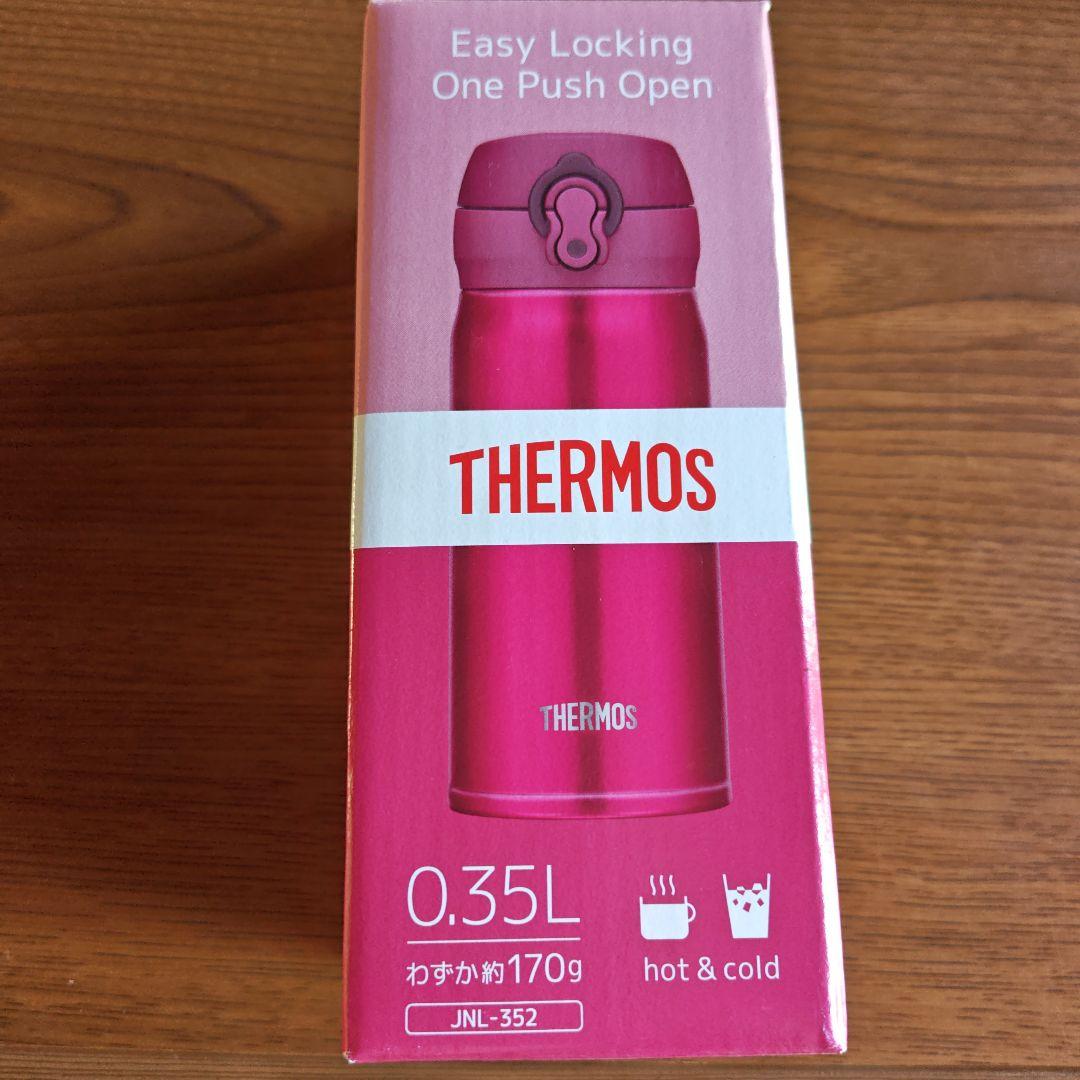 Easy Locking
One Push Open
THERMOS
THERMOS
0.35L
わずか約170g
JNL-352
hot & cold